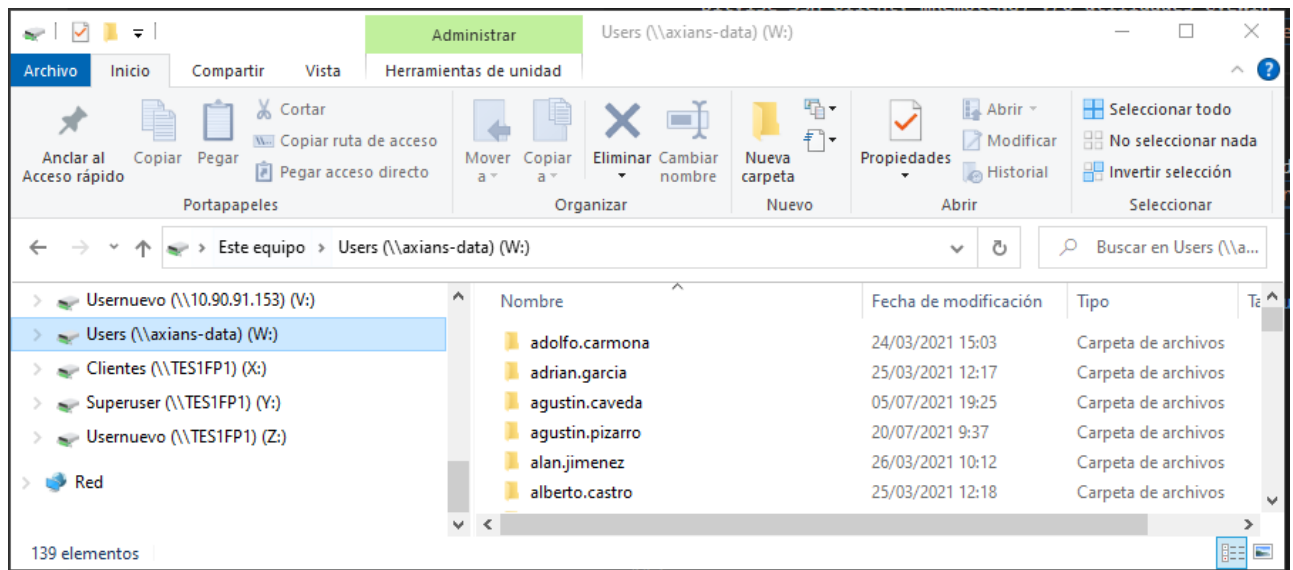 Administrar
Users (\\axians-data) (W:)
Archivo Inicio Compartir Vista Herramientas de unidad
Anclar al Acceso rápido
Copiar
Pegar
Cortar
Copiar ruta de acceso
Pegar acceso directo
Portapapeles
Mover a
Copiar a
Eliminar
Cambiar nombre
Organizar
Nueva carpeta
Nuevo
Propiedades
Abrir
Modificar
Historial
Abrir
Seleccionar todo
No seleccionar nada
Invertir selección
Seleccionar
Este equipo > Users (\\axians-data) (W:)
Buscar en Users (\\a...
Usernuevo (\\10.90.91.153) (V:)
Users (\\axians-data) (W:)
Clientes (\\TES1FP1) (X:)
Superuser (\\TES1FP1) (Y:)
Usernuevo (\\TES1FP1) (Z:)
Red
Nombre Fecha de modificación Tipo
adolfo.carmona 24/03/2021 15:03 Carpeta de archivos
adrian.garcia 25/03/2021 12:17 Carpeta de archivos
agustin.caveda 05/07/2021 19:25 Carpeta de archivos
agustin.pizarro 20/07/2021 9:37 Carpeta de archivos
alan.jimenez 26/03/2021 10:12 Carpeta de archivos
alberto.castro 25/03/2021 12:18 Carpeta de archivos
139 elementos